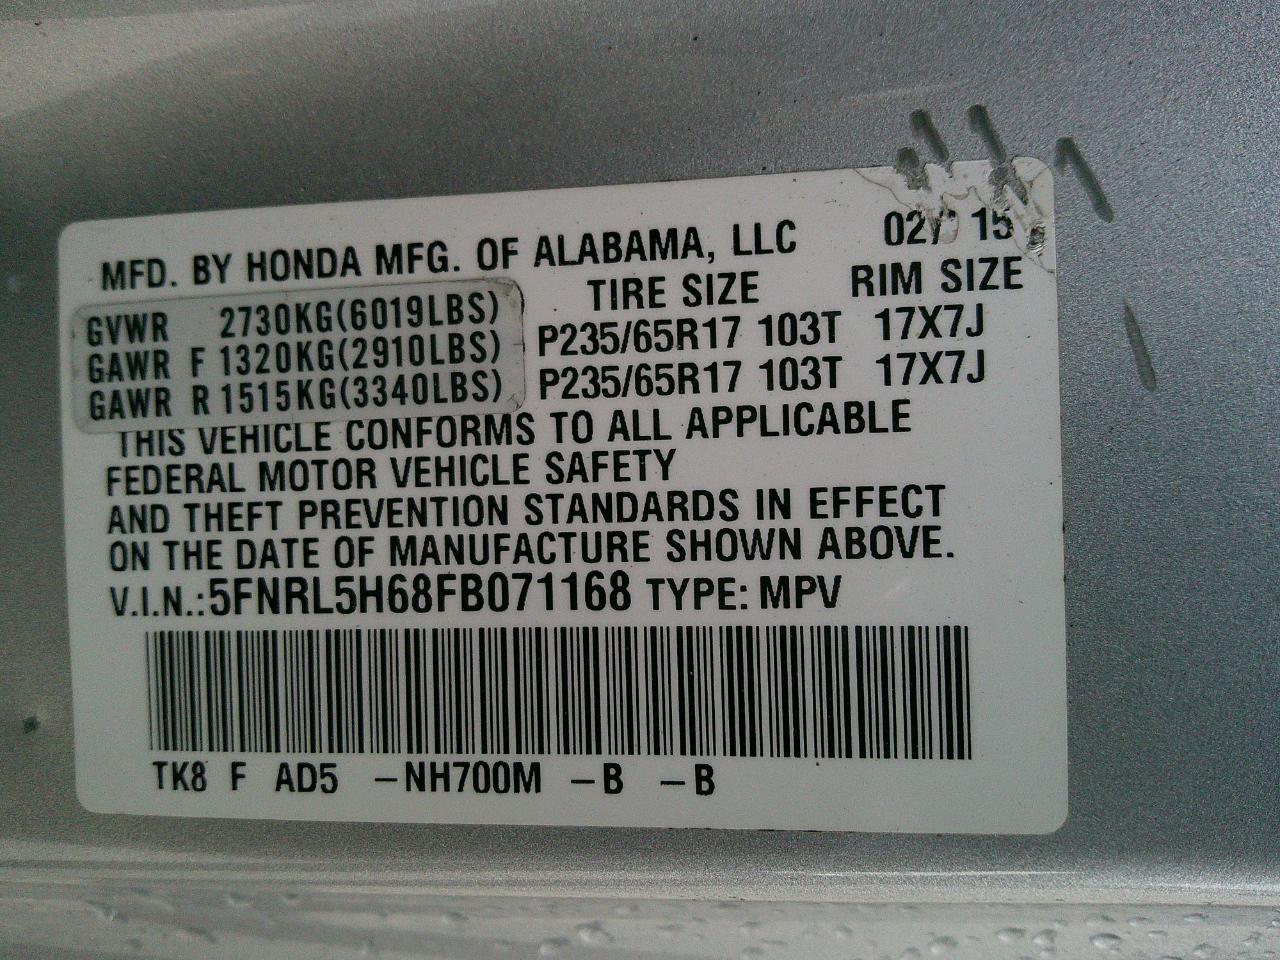 MFD. BY HONDA MFG. OF ALABAMA, LLC 02/ 15
TIRE SIZE RIM SIZE
GVWR 2730KG(6019LBS)
GAWR F 1320KG(2910LBS) P235/65R17 103T 17X7J
GAWR R 1515KG(3340LBS) P235/65R17 103T 17X7J
THIS VEHICLE CONFORMS TO ALL APPLICABLE
FEDERAL MOTOR VEHICLE SAFETY
AND THEFT PREVENTION STANDARDS IN EFFECT
ON THE DATE OF MANUFACTURE SHOWN ABOVE.
V.I.N.:5FNRL5H68FB071168 TYPE: MPV
TK8 F AD5 -NH700M -B -B